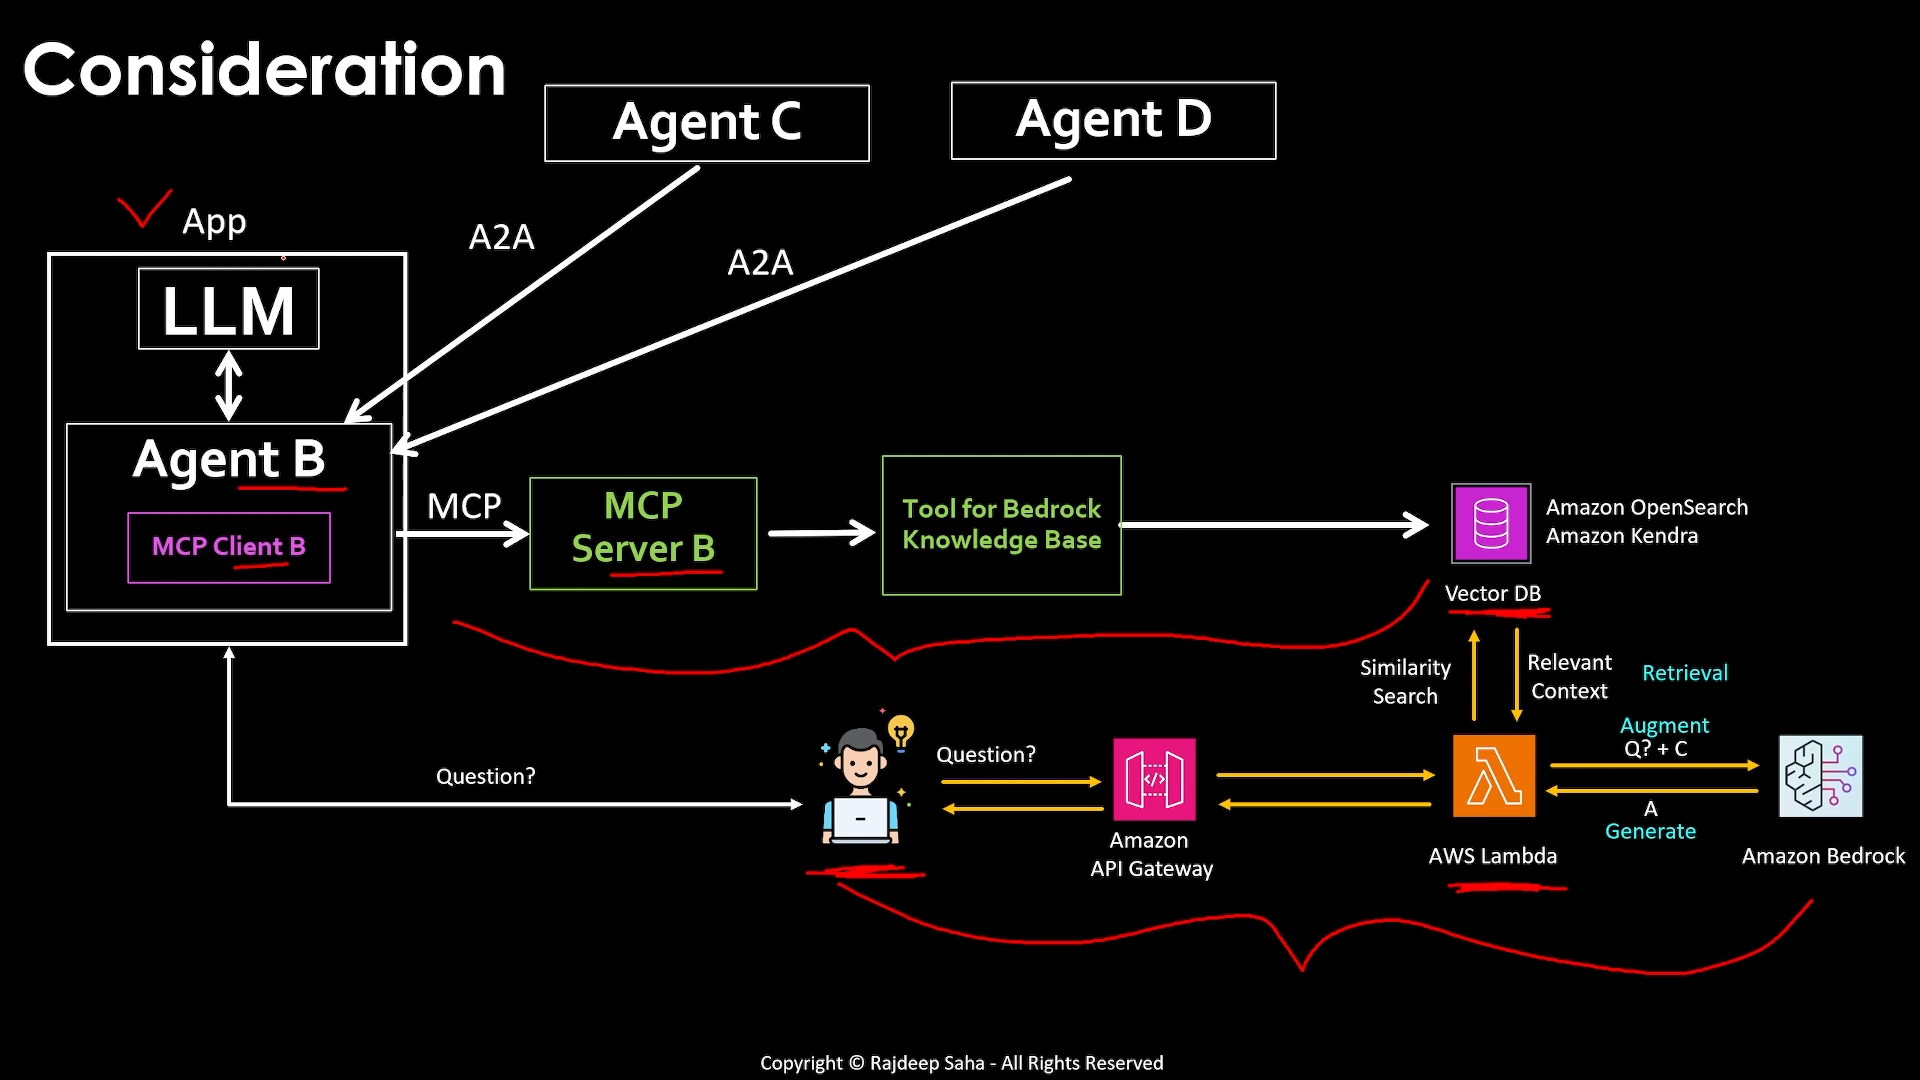 Consideration
Agent C
Agent D
App
A2A
A2A
LLM
Agent B
MCP Client B
MCP
MCP
Server B
Tool for Bedrock
Knowledge Base
Amazon OpenSearch
Amazon Kendra
Vector DB
Similarity
Search
Relevant
Context
Retrieval
Augment
Q? + C
A
Generate
Question?
Question?
Amazon
API Gateway
AWS Lambda
Amazon Bedrock
Copyright © Rajdeep Saha - All Rights Reserved